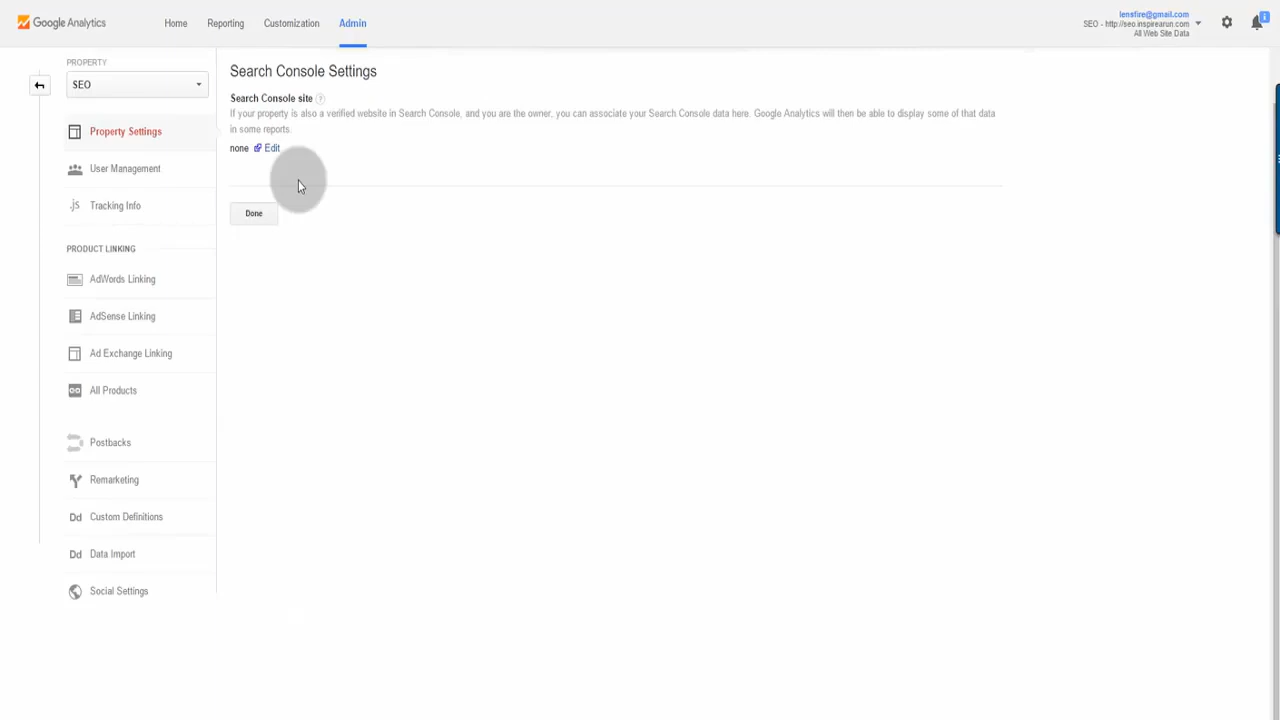 Google Analytics
Home
Reporting
Customization
Admin
lensfire@gmail.com
SEO - http://seo.inspirearun.com
All Web Site Data
PROPERTY
SEO
Property Settings
User Management
.js Tracking Info
PRODUCT LINKING
AdWords Linking
AdSense Linking
Ad Exchange Linking
All Products
Postbacks
Remarketing
Dd Custom Definitions
Dd Data Import
Social Settings
Search Console Settings
Search Console site ?
If your property is also a verified website in Search Console, and you are the owner, you can associate your Search Console data here. Google Analytics will then be able to display some of that data
in some reports.
none Edit
Done